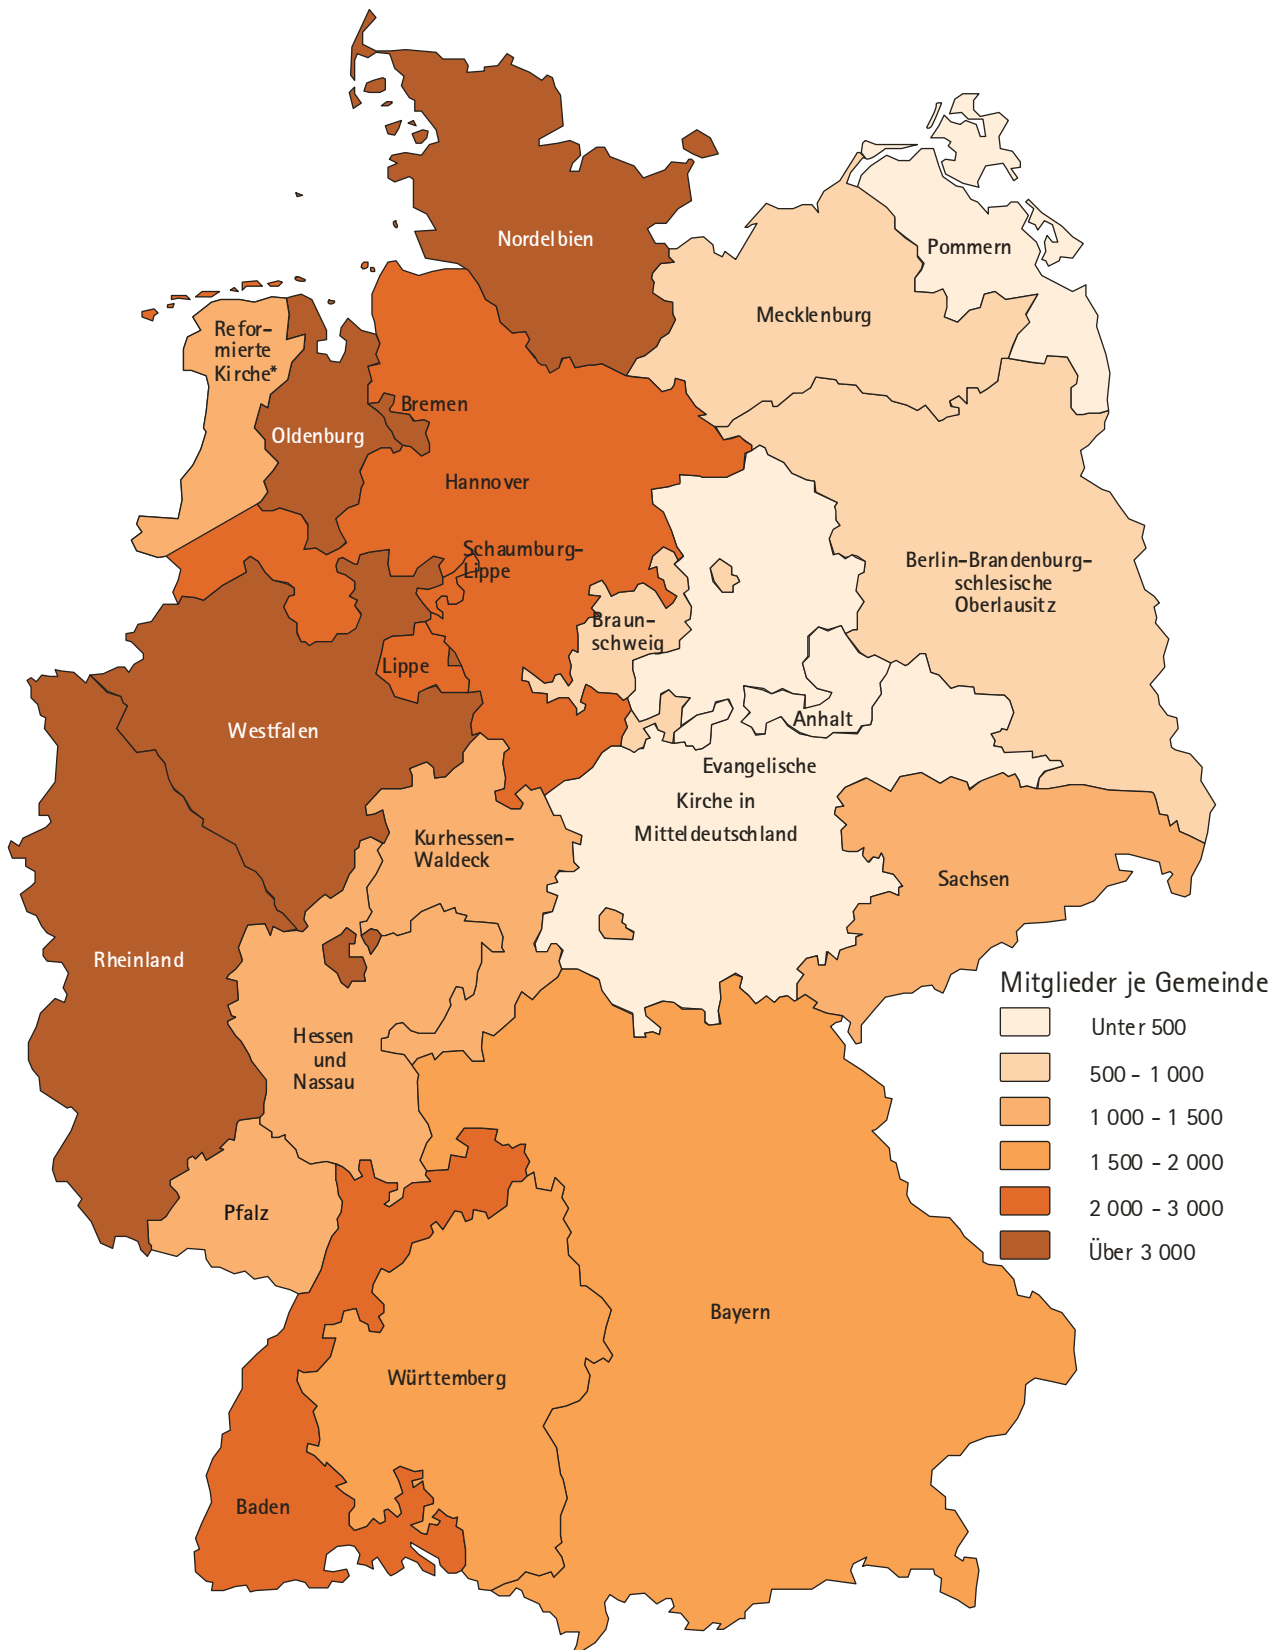 Nordelbien
Pommern
Mecklenburg
Refor-
mierte
Kirche*
Bremen
Oldenburg
Hannover
Schaumburg-
Lippe
Berlin-Brandenburg-
schlesische
Oberlausitz
Braun-
schweig
Lippe
Westfalen
Anhalt
Evangelische
Kirche in
Mitteldeutschland
Kurhessen-
Waldeck
Sachsen
Rheinland
Hessen
und
Nassau
Pfalz
Bayern
Württemberg
Baden
Mitglieder je Gemeinde
Unter 500
500 - 1 000
1 000 - 1 500
1 500 - 2 000
2 000 - 3 000
Über 3 000